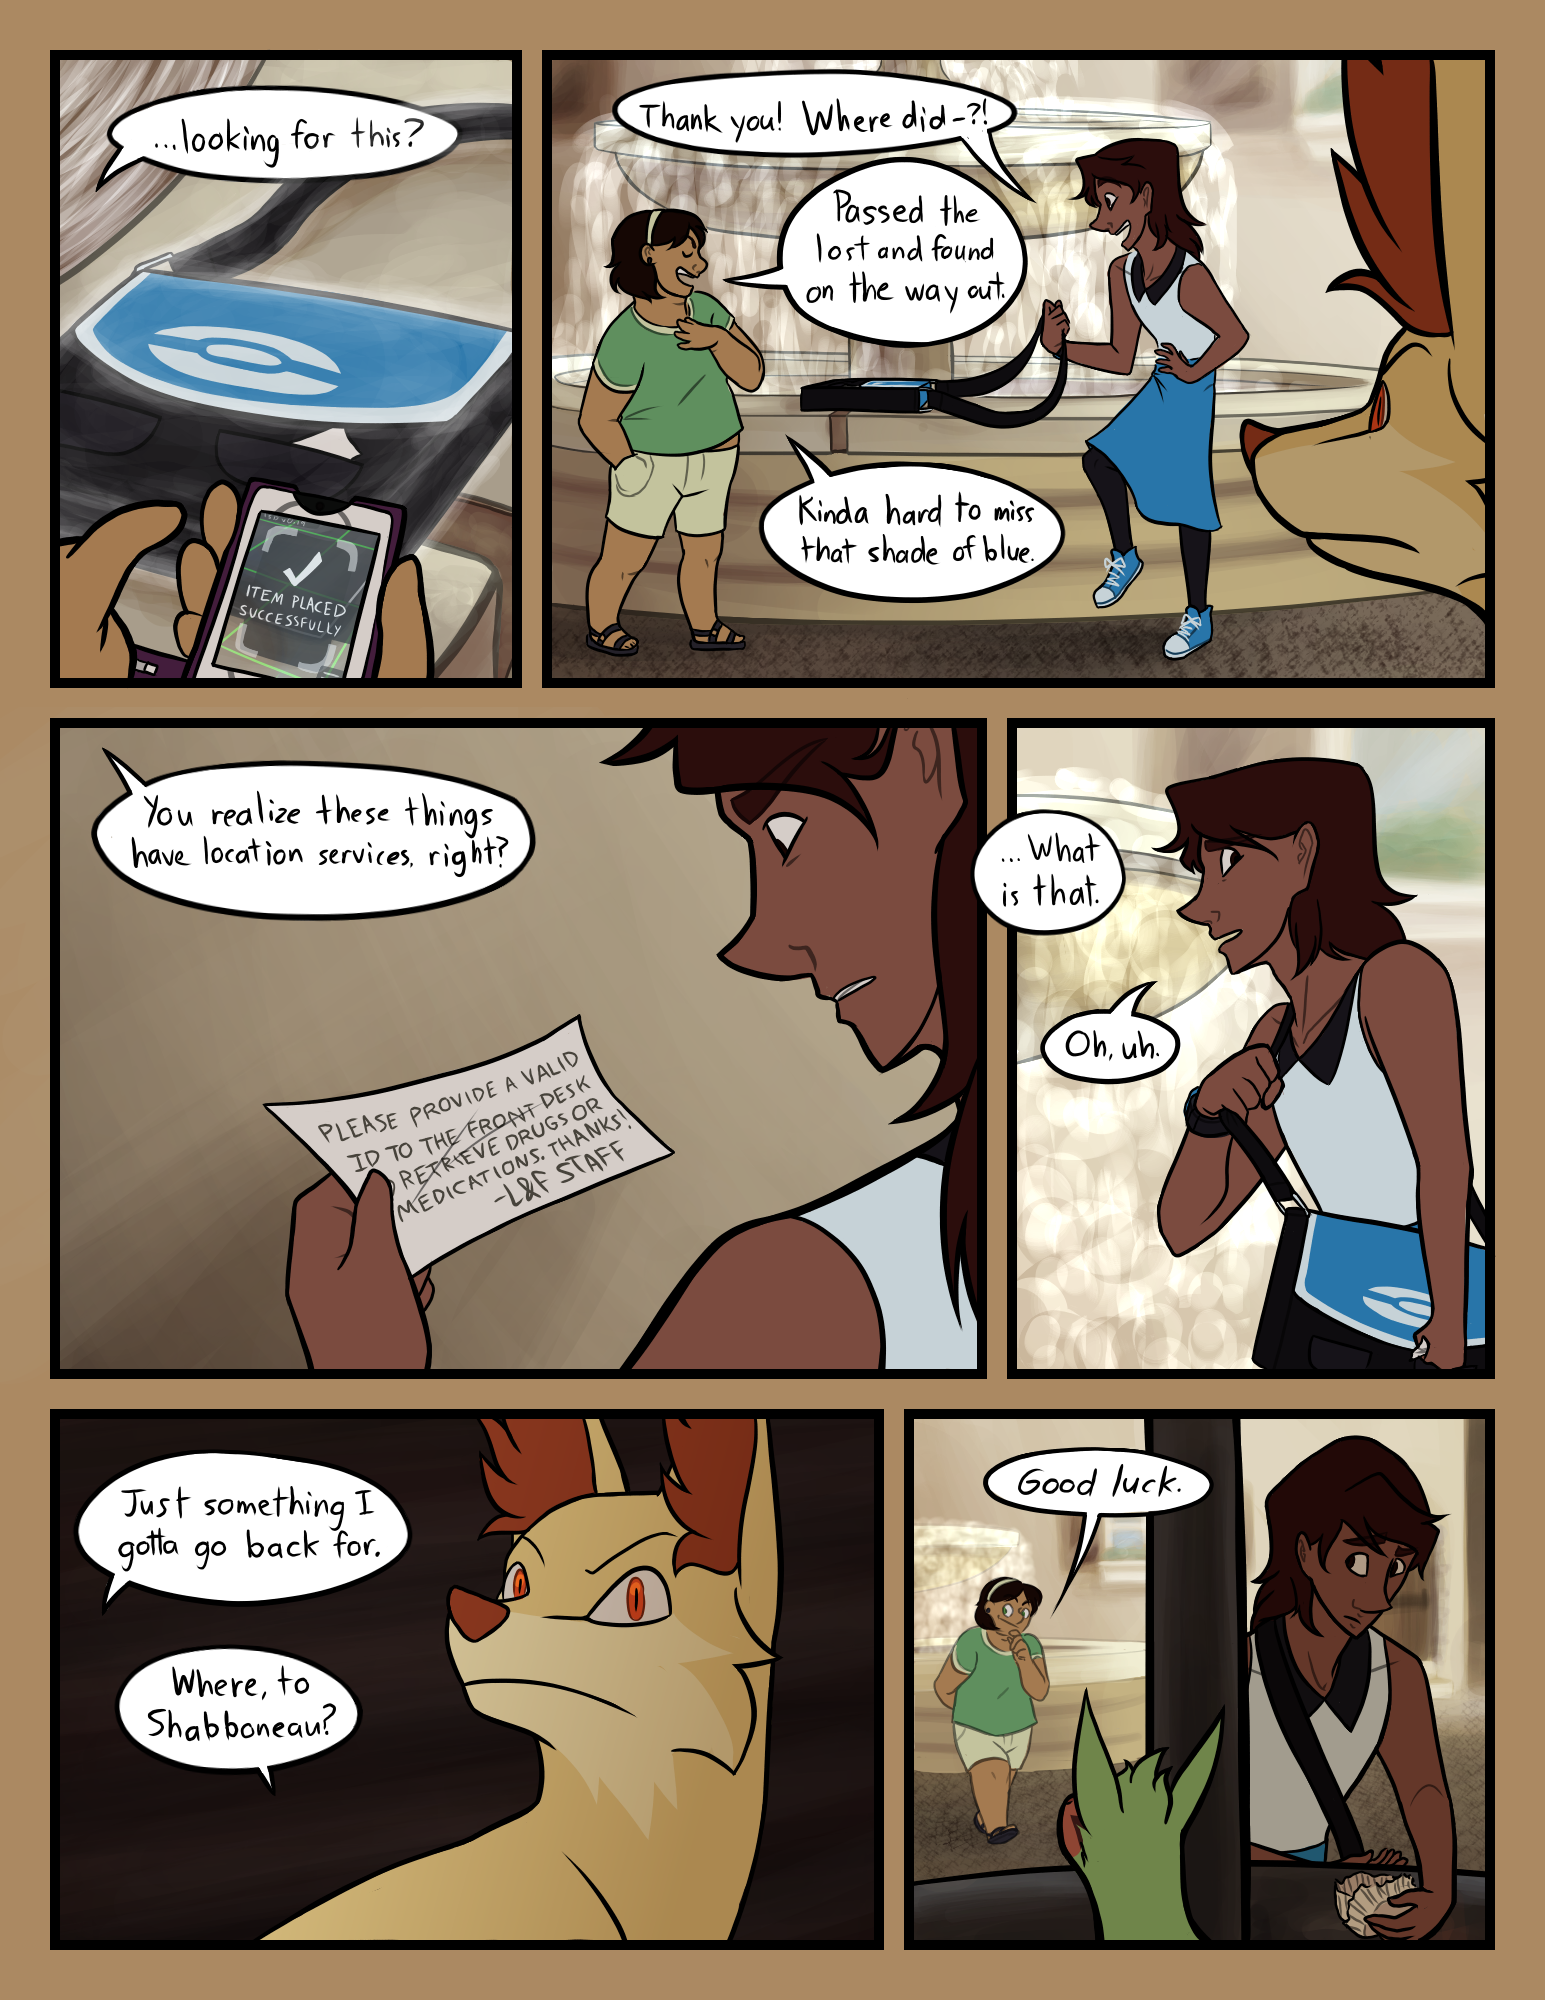 ...looking for this?
ITEM PLACED
SUCCESSFULLY
Thank you! Where did-?!
Passed the
lost and found
on the way out.
Kinda hard to miss
that shade of blue.
You realize these things
have location services, right?
PLEASE PROVIDE A VALID
ID TO THE FRONT DESK
RETRIEVE DRUGS OR
MEDICATIONS. THANKS!
-L&F STAFF
... What
is that.
Oh, uh.
Just something I
gotta go back for.
Where, to
Shabboneau?
Good luck.